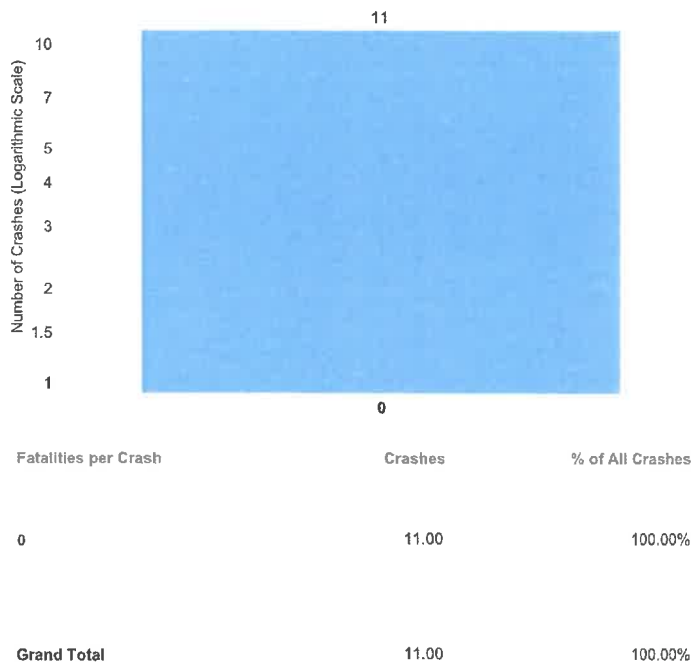 11
10
7
5
4
3
2
1.5
1
Number of Crashes (Logarithmic Scale)
0
Fatalities per Crash Crashes % of All Crashes
0 11.00 100.00%
Grand Total 11.00 100.00%